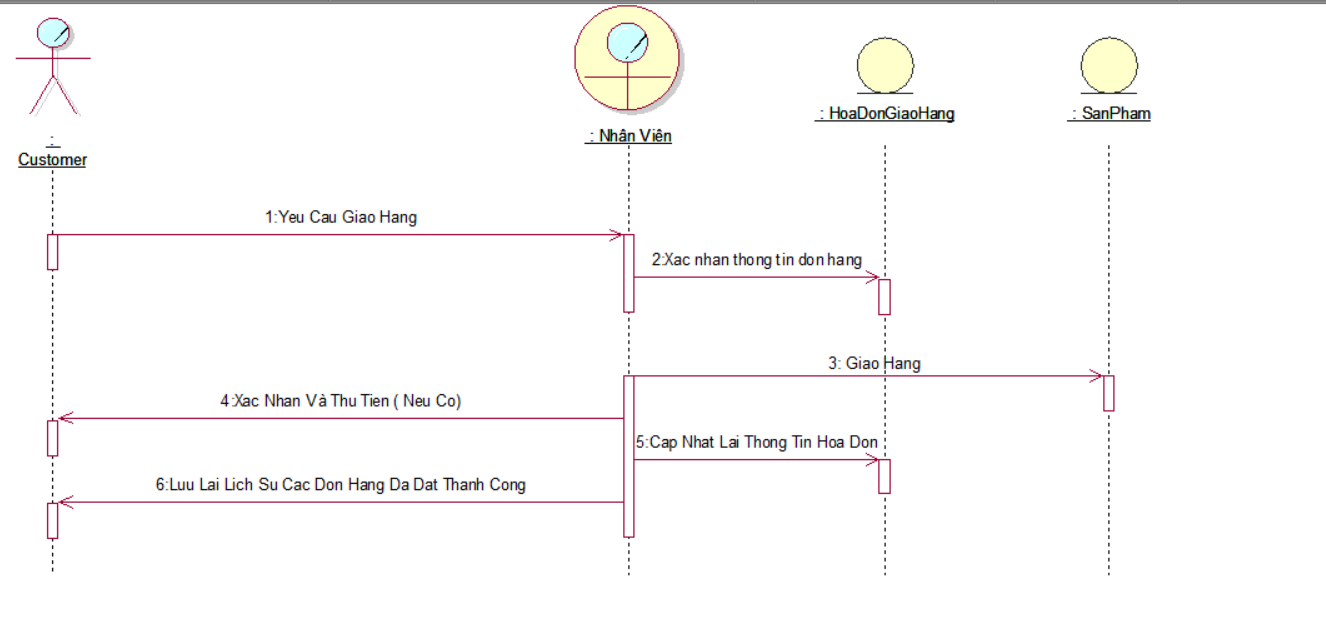 : HoaDonGiaoHang
: SanPham
: Nhân Viên
:
Customer
1:Yeu Cau Giao Hang
2:Xac nhan thong tin don hang
3: Giao Hang
4:Xac Nhan Và Thu Tien ( Neu Co)
5:Cap Nhat Lai Thong Tin Hoa Don
6:Luu Lai Lich Su Cac Don Hang Da Dat Thanh Cong